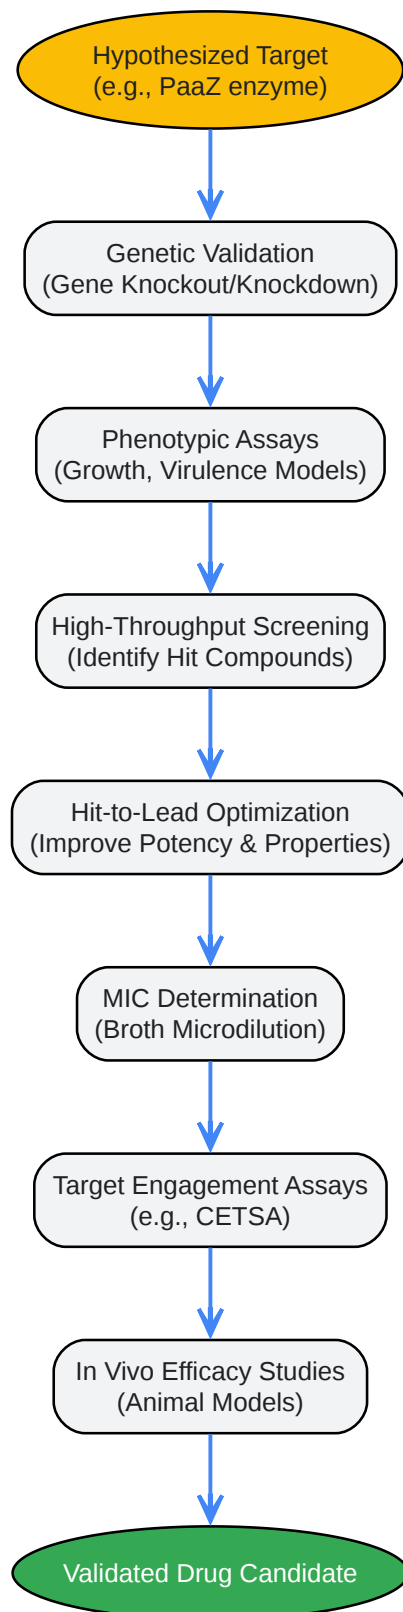 Hypothesized Target
(e.g., PaaZ enzyme)
Genetic Validation
(Gene Knockout/Knockdown)
Phenotypic Assays
(Growth, Virulence Models)
High-Throughput Screening
(Identify Hit Compounds)
Hit-to-Lead Optimization
(Improve Potency & Properties)
MIC Determination
(Broth Microdilution)
Target Engagement Assays
(e.g., CETSA)
In Vivo Efficacy Studies
(Animal Models)
Validated Drug Candidate